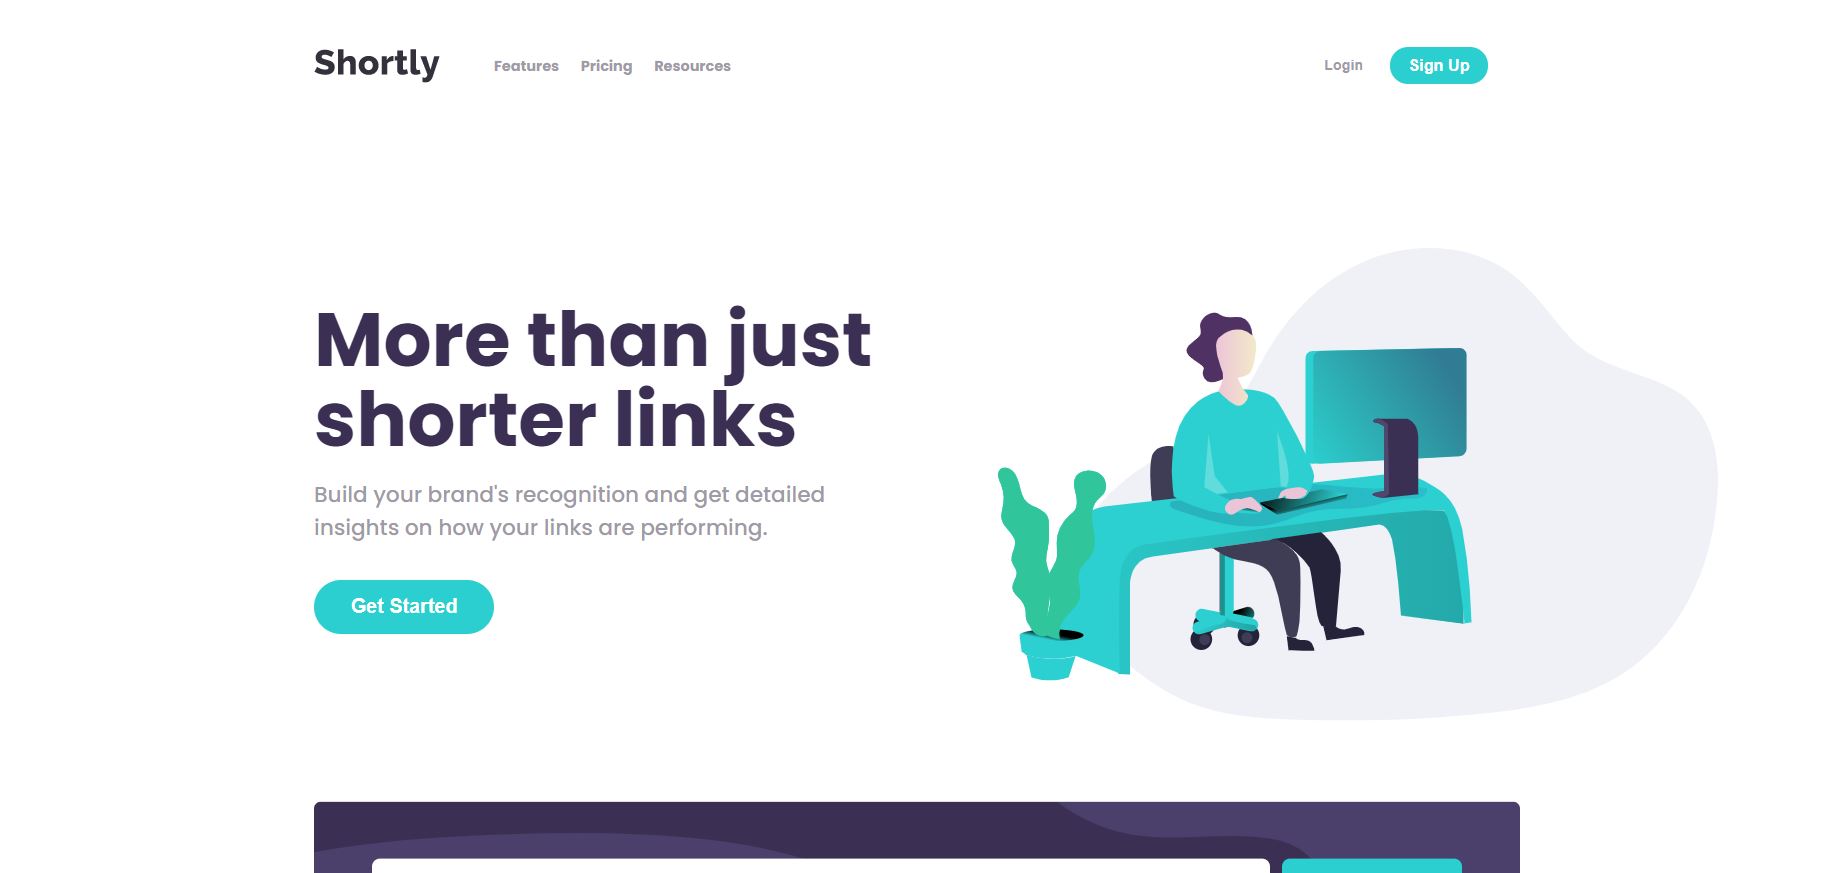 Shortly
Features Pricing Resources
Login
Sign Up
More than just
shorter links
Build your brand's recognition and get detailed
insights on how your links are performing.
Get Started